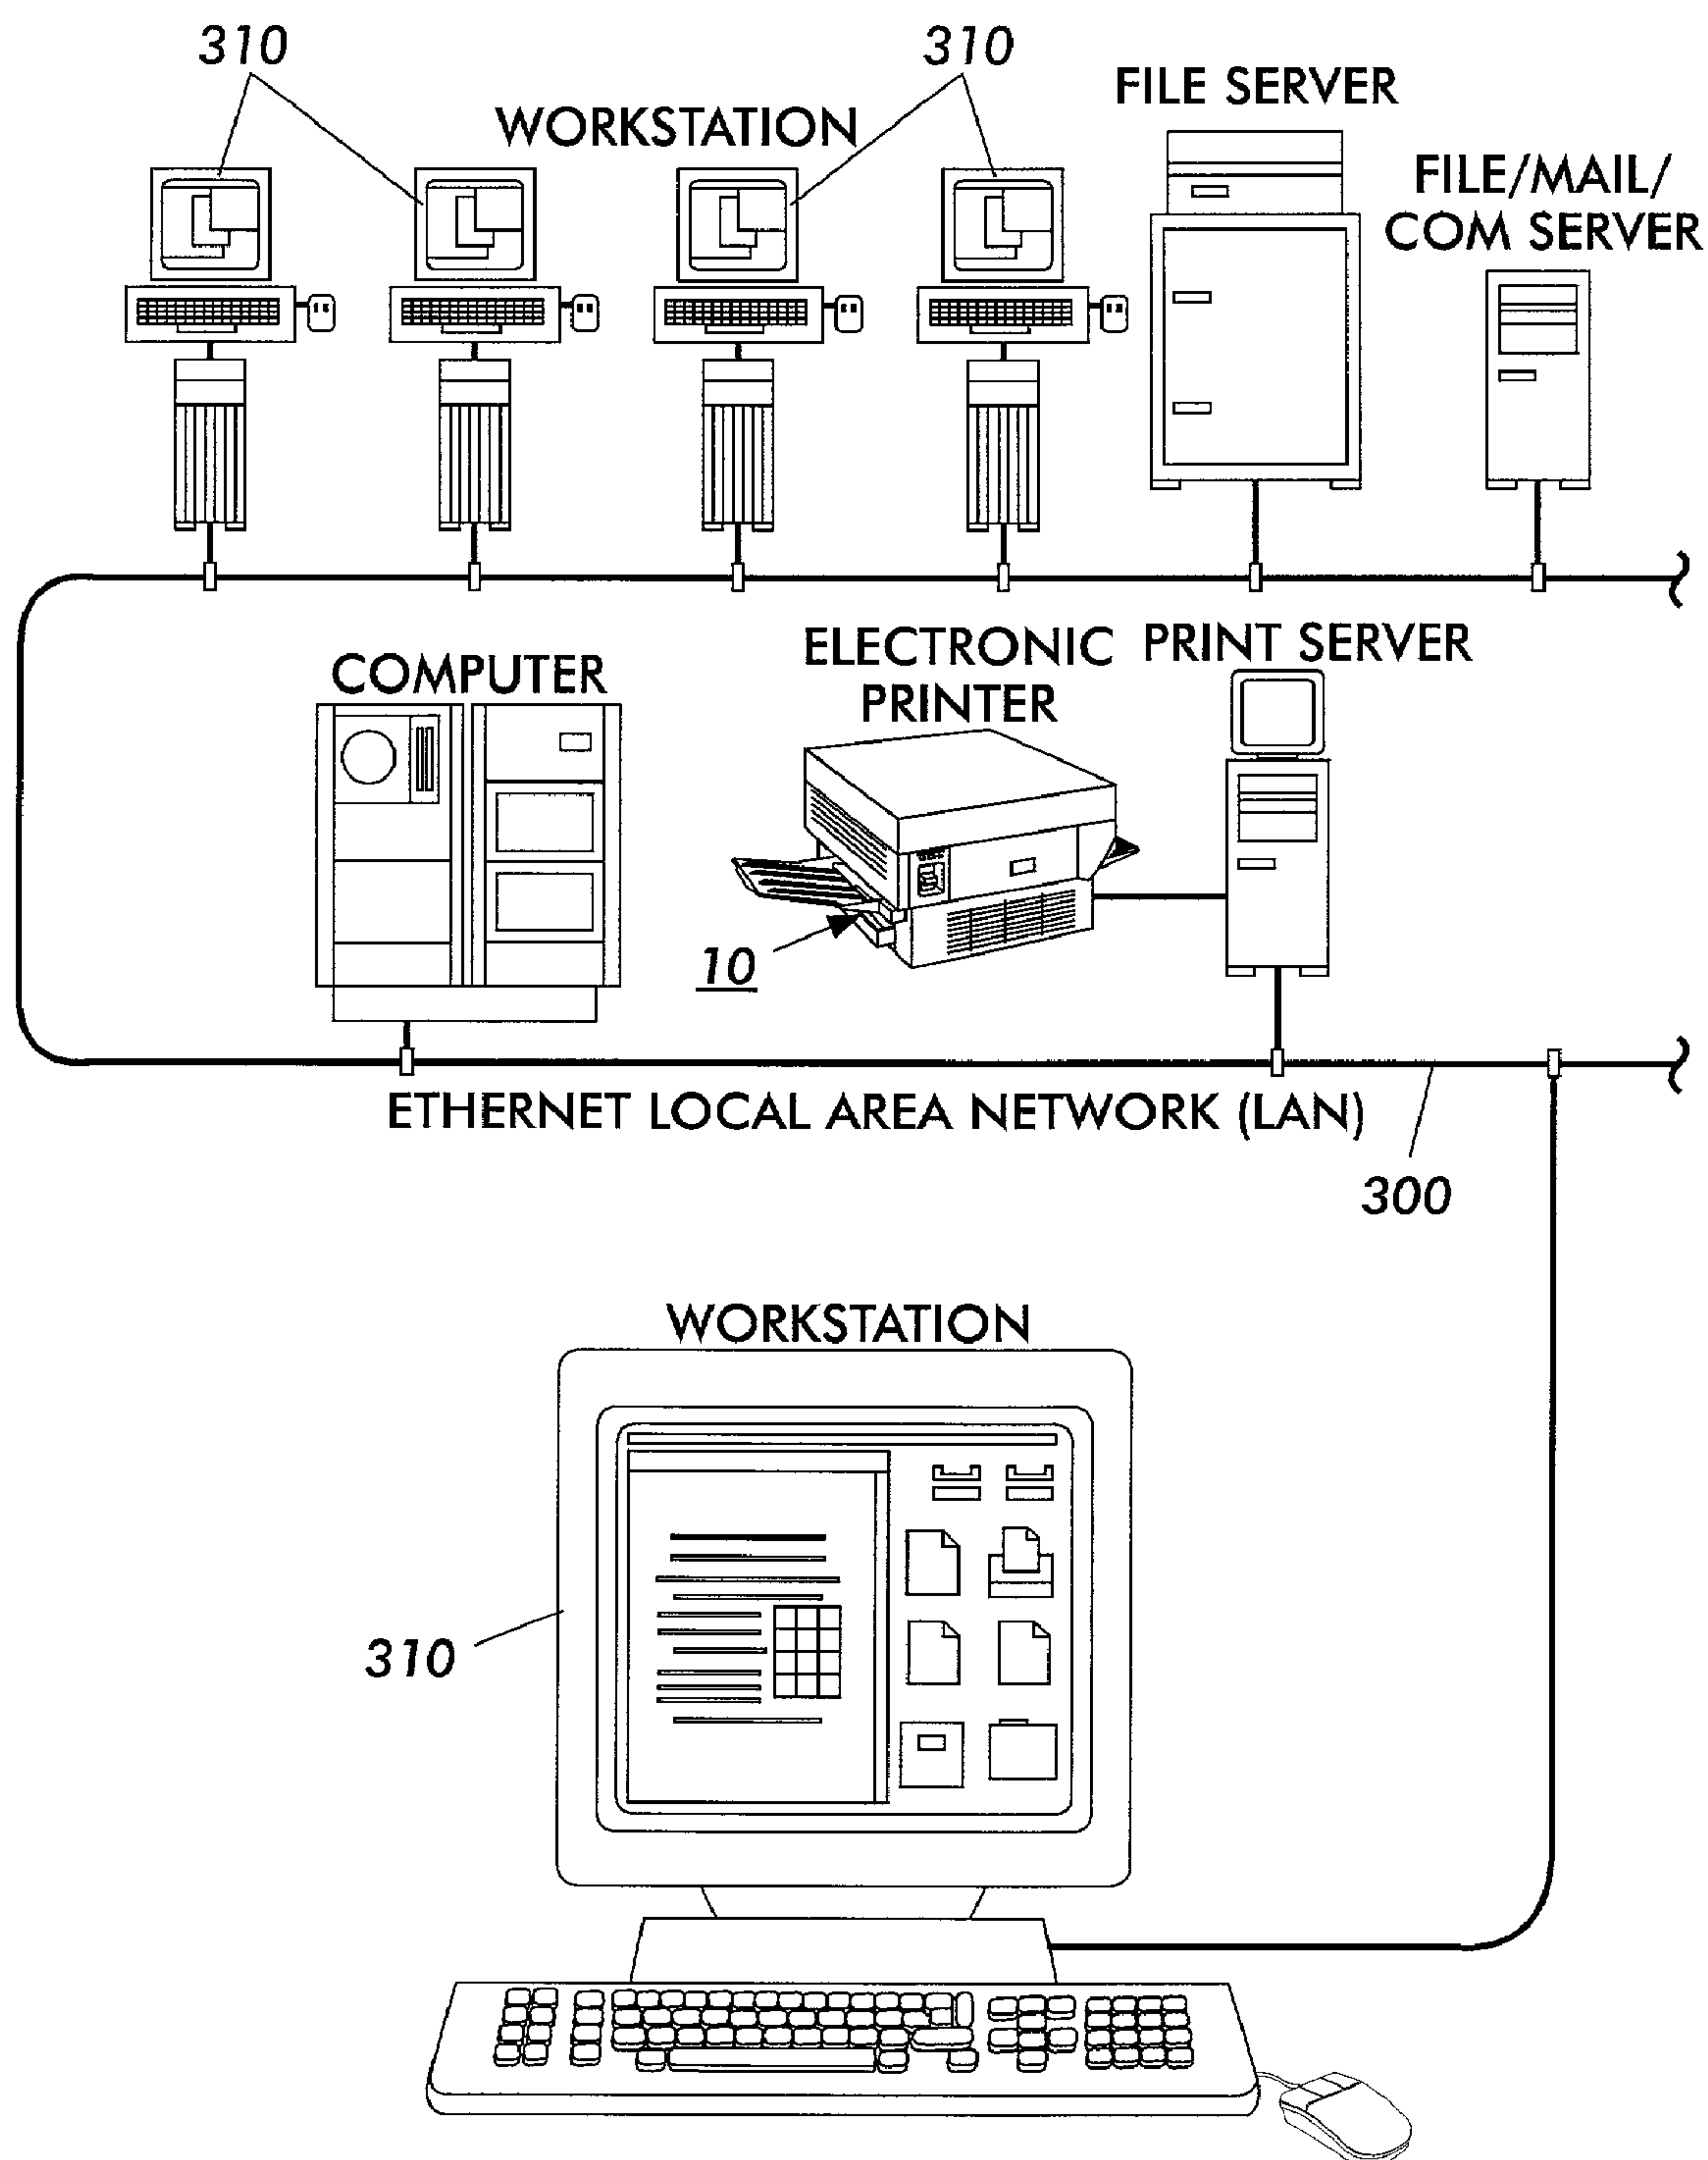 310
310
FILE SERVER
WORKSTATION
FILE/MAIL/
COM SERVER
COMPUTER
ELECTRONIC
PRINTER
PRINT SERVER
10
ETHERNET LOCAL AREA NETWORK (LAN)
300
WORKSTATION
310